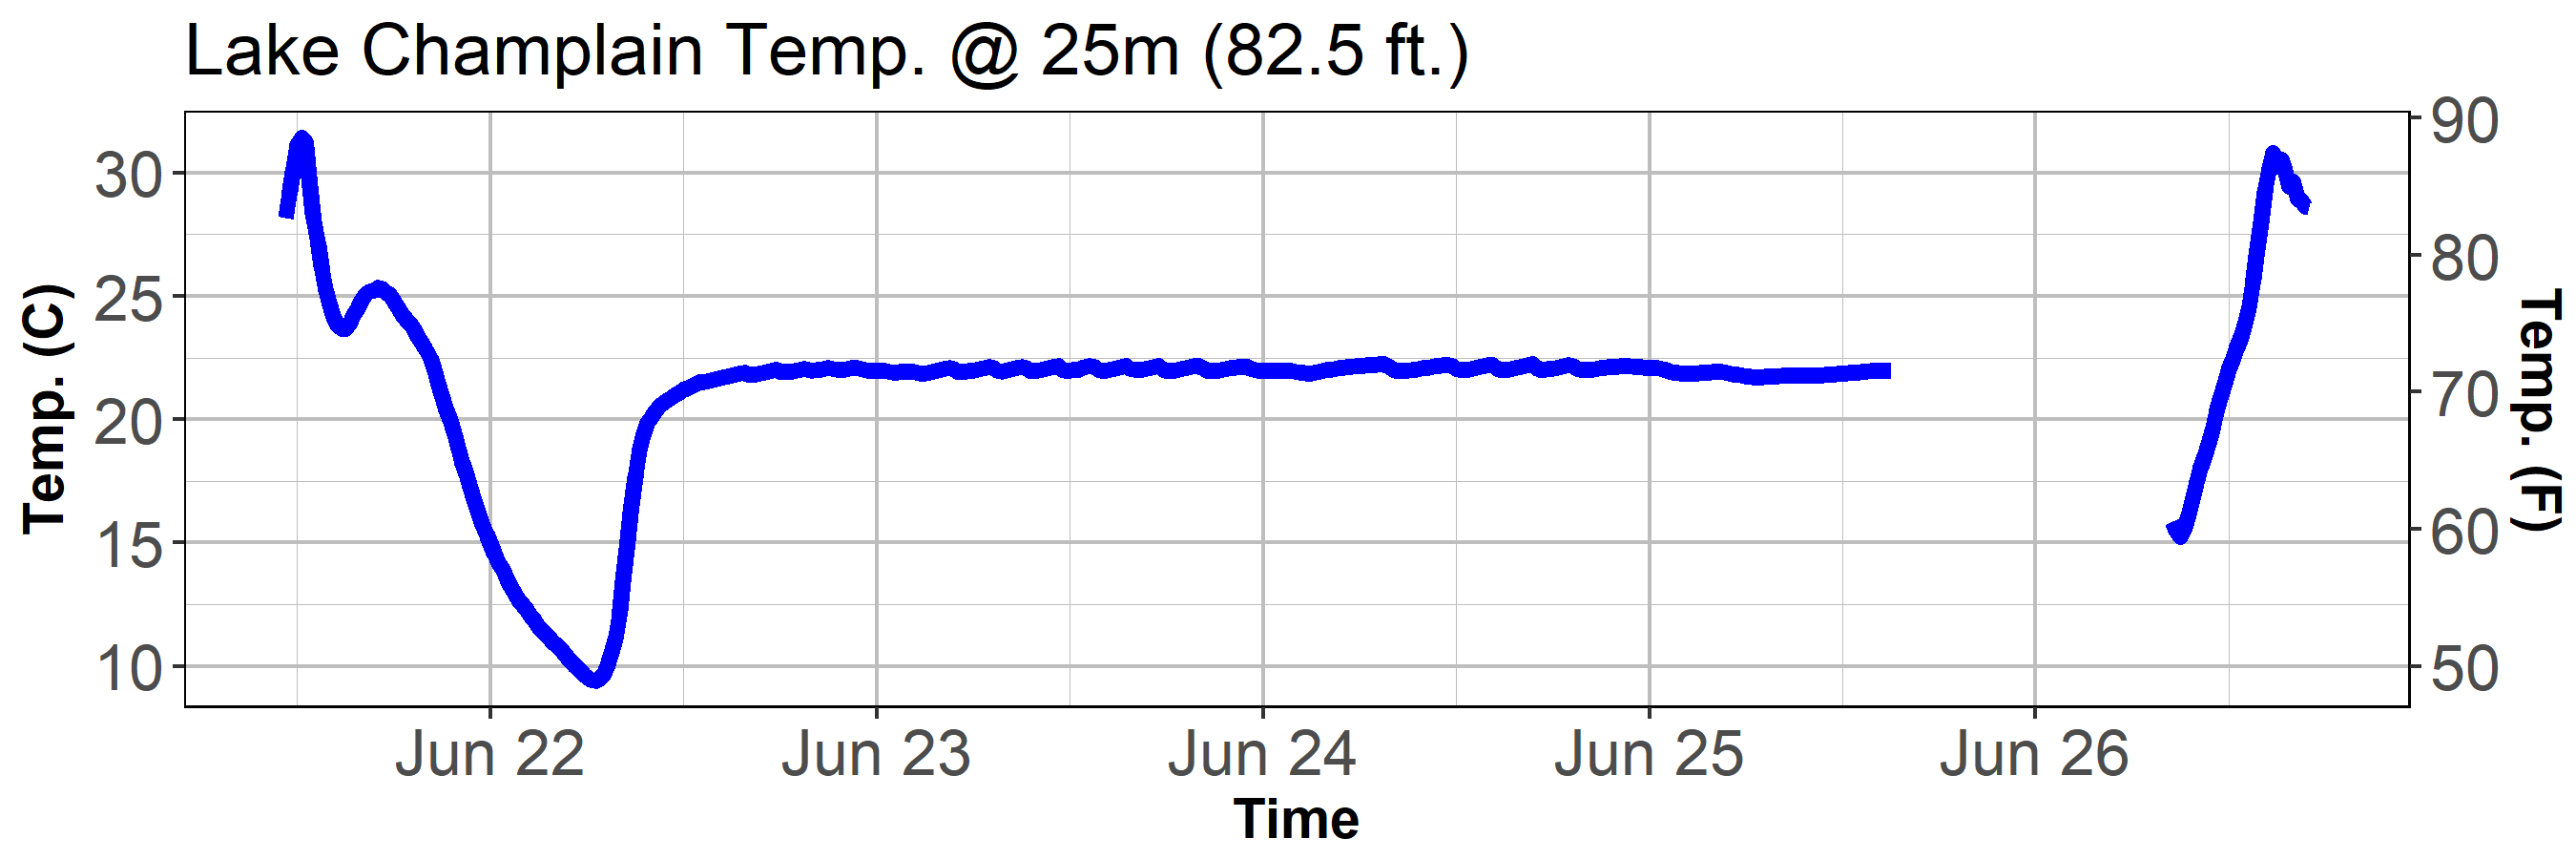 Lake Champlain Temp. @ 25m (82.5 ft.)
Temp. (C)
30
25
20
15
10
90
80
70
60
50
Temp. (F)
Jun 22 Jun 23 Jun 24 Jun 25 Jun 26
Time